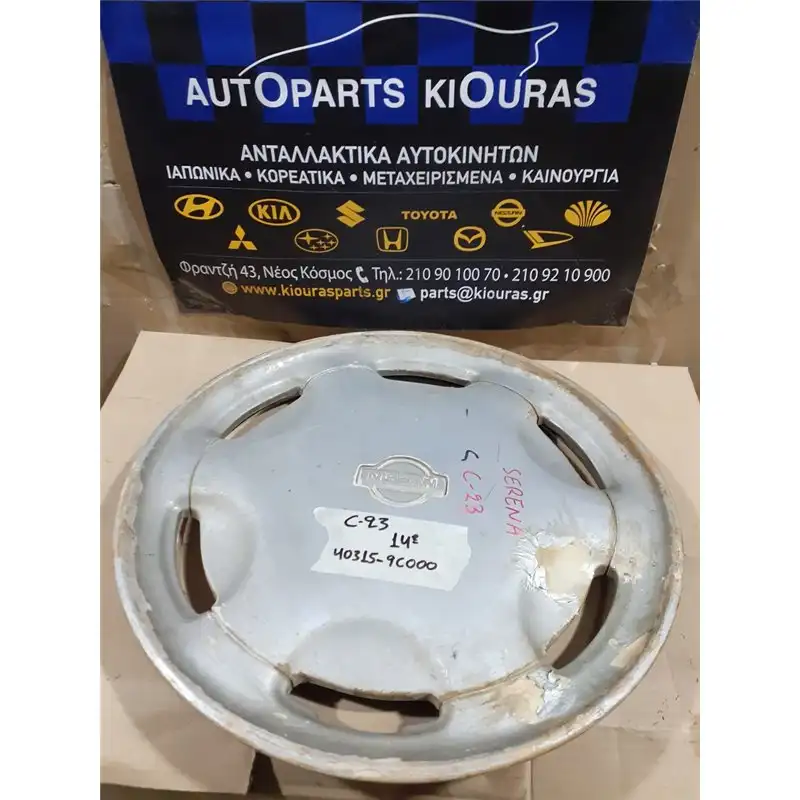 AUTOPARTS KIOURAS
ΑΝΤΑΛΛΑΚΤΙΚΑ ΑΥΤΟΚΙΝΗΤΩΝ
ΙΑΠΩΝΙΚΑ • ΚΟΡΕΑΤΙΚΑ • ΜΕΤΑΧΕΙΡΙΣΜΕΝΑ • ΚΑΙΝΟΥΡΓΙΑ
KIA TOYOTA NISSAN
Φραντζή 43, Νέος Κόσμος Τηλ.: 210 90 100 70 • 210 92 10 900
www.kiourasparts.gr parts@kiouras.gr
NISSAN
SERENA
C-23
C-23
14"
40315-9C000